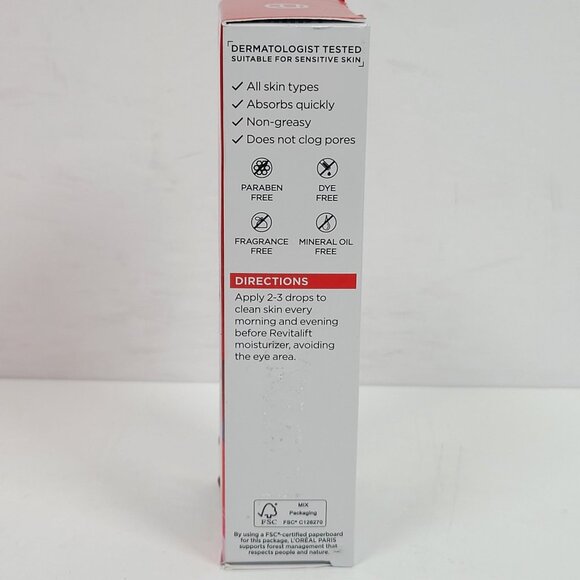 DERMATOLOGIST TESTED
SUITABLE FOR SENSITIVE SKIN
✓ All skin types
✓ Absorbs quickly
✓ Non-greasy
✓ Does not clog pores
PARABEN FREE
DYE FREE
FRAGRANCE FREE
MINERAL OIL FREE
DIRECTIONS
Apply 2-3 drops to
clean skin every
morning and evening
before Revitalift
moisturizer, avoiding
the eye area.
FSC
MIX
Packaging
FSC® C128270
By using a FSC®-certified paperboard
for this package, L'ORÉAL PARIS
supports forest management that
respects people and nature.